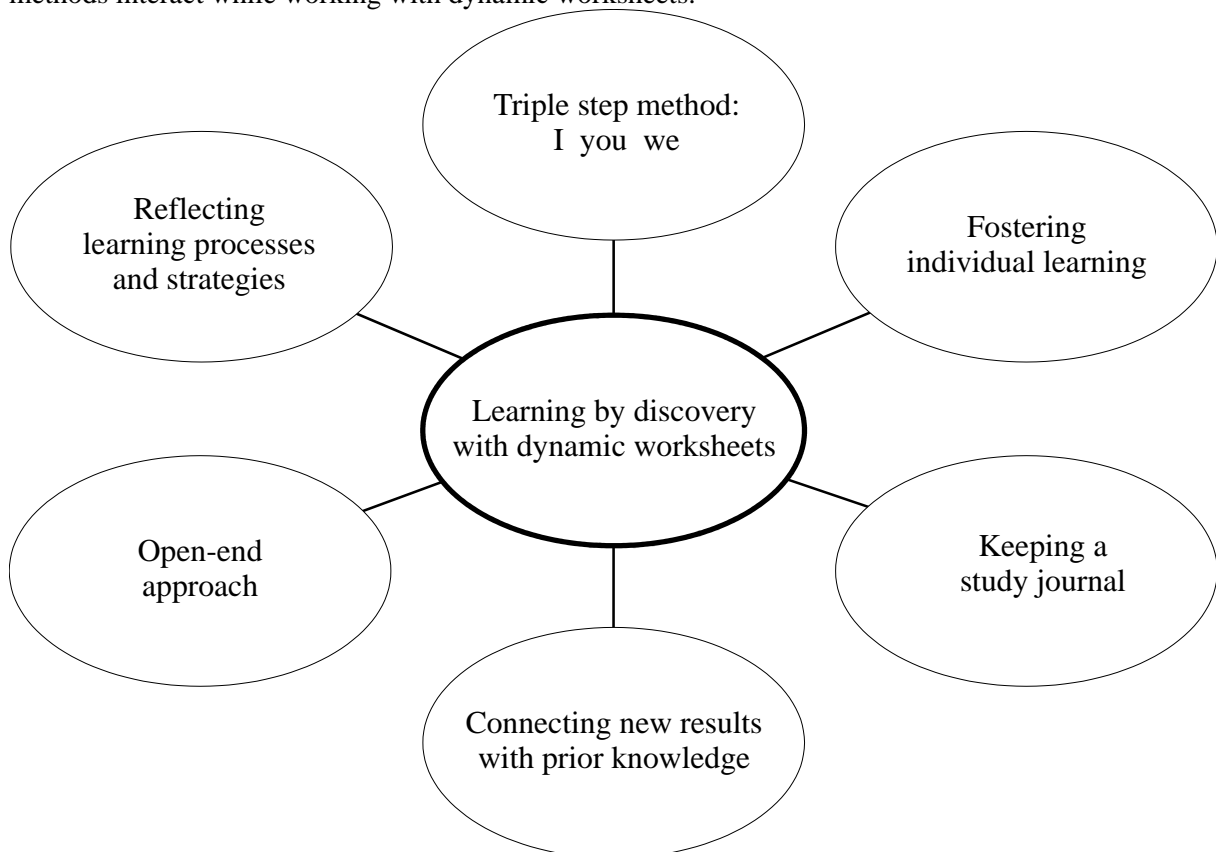 methods interact while working with dynamic worksheets.
Triple step method:
I you we
Reflecting
learning processes
and strategies
Fostering
individual learning
Learning by discovery
with dynamic worksheets
Open-end
approach
Keeping a
study journal
Connecting new results
with prior knowledge